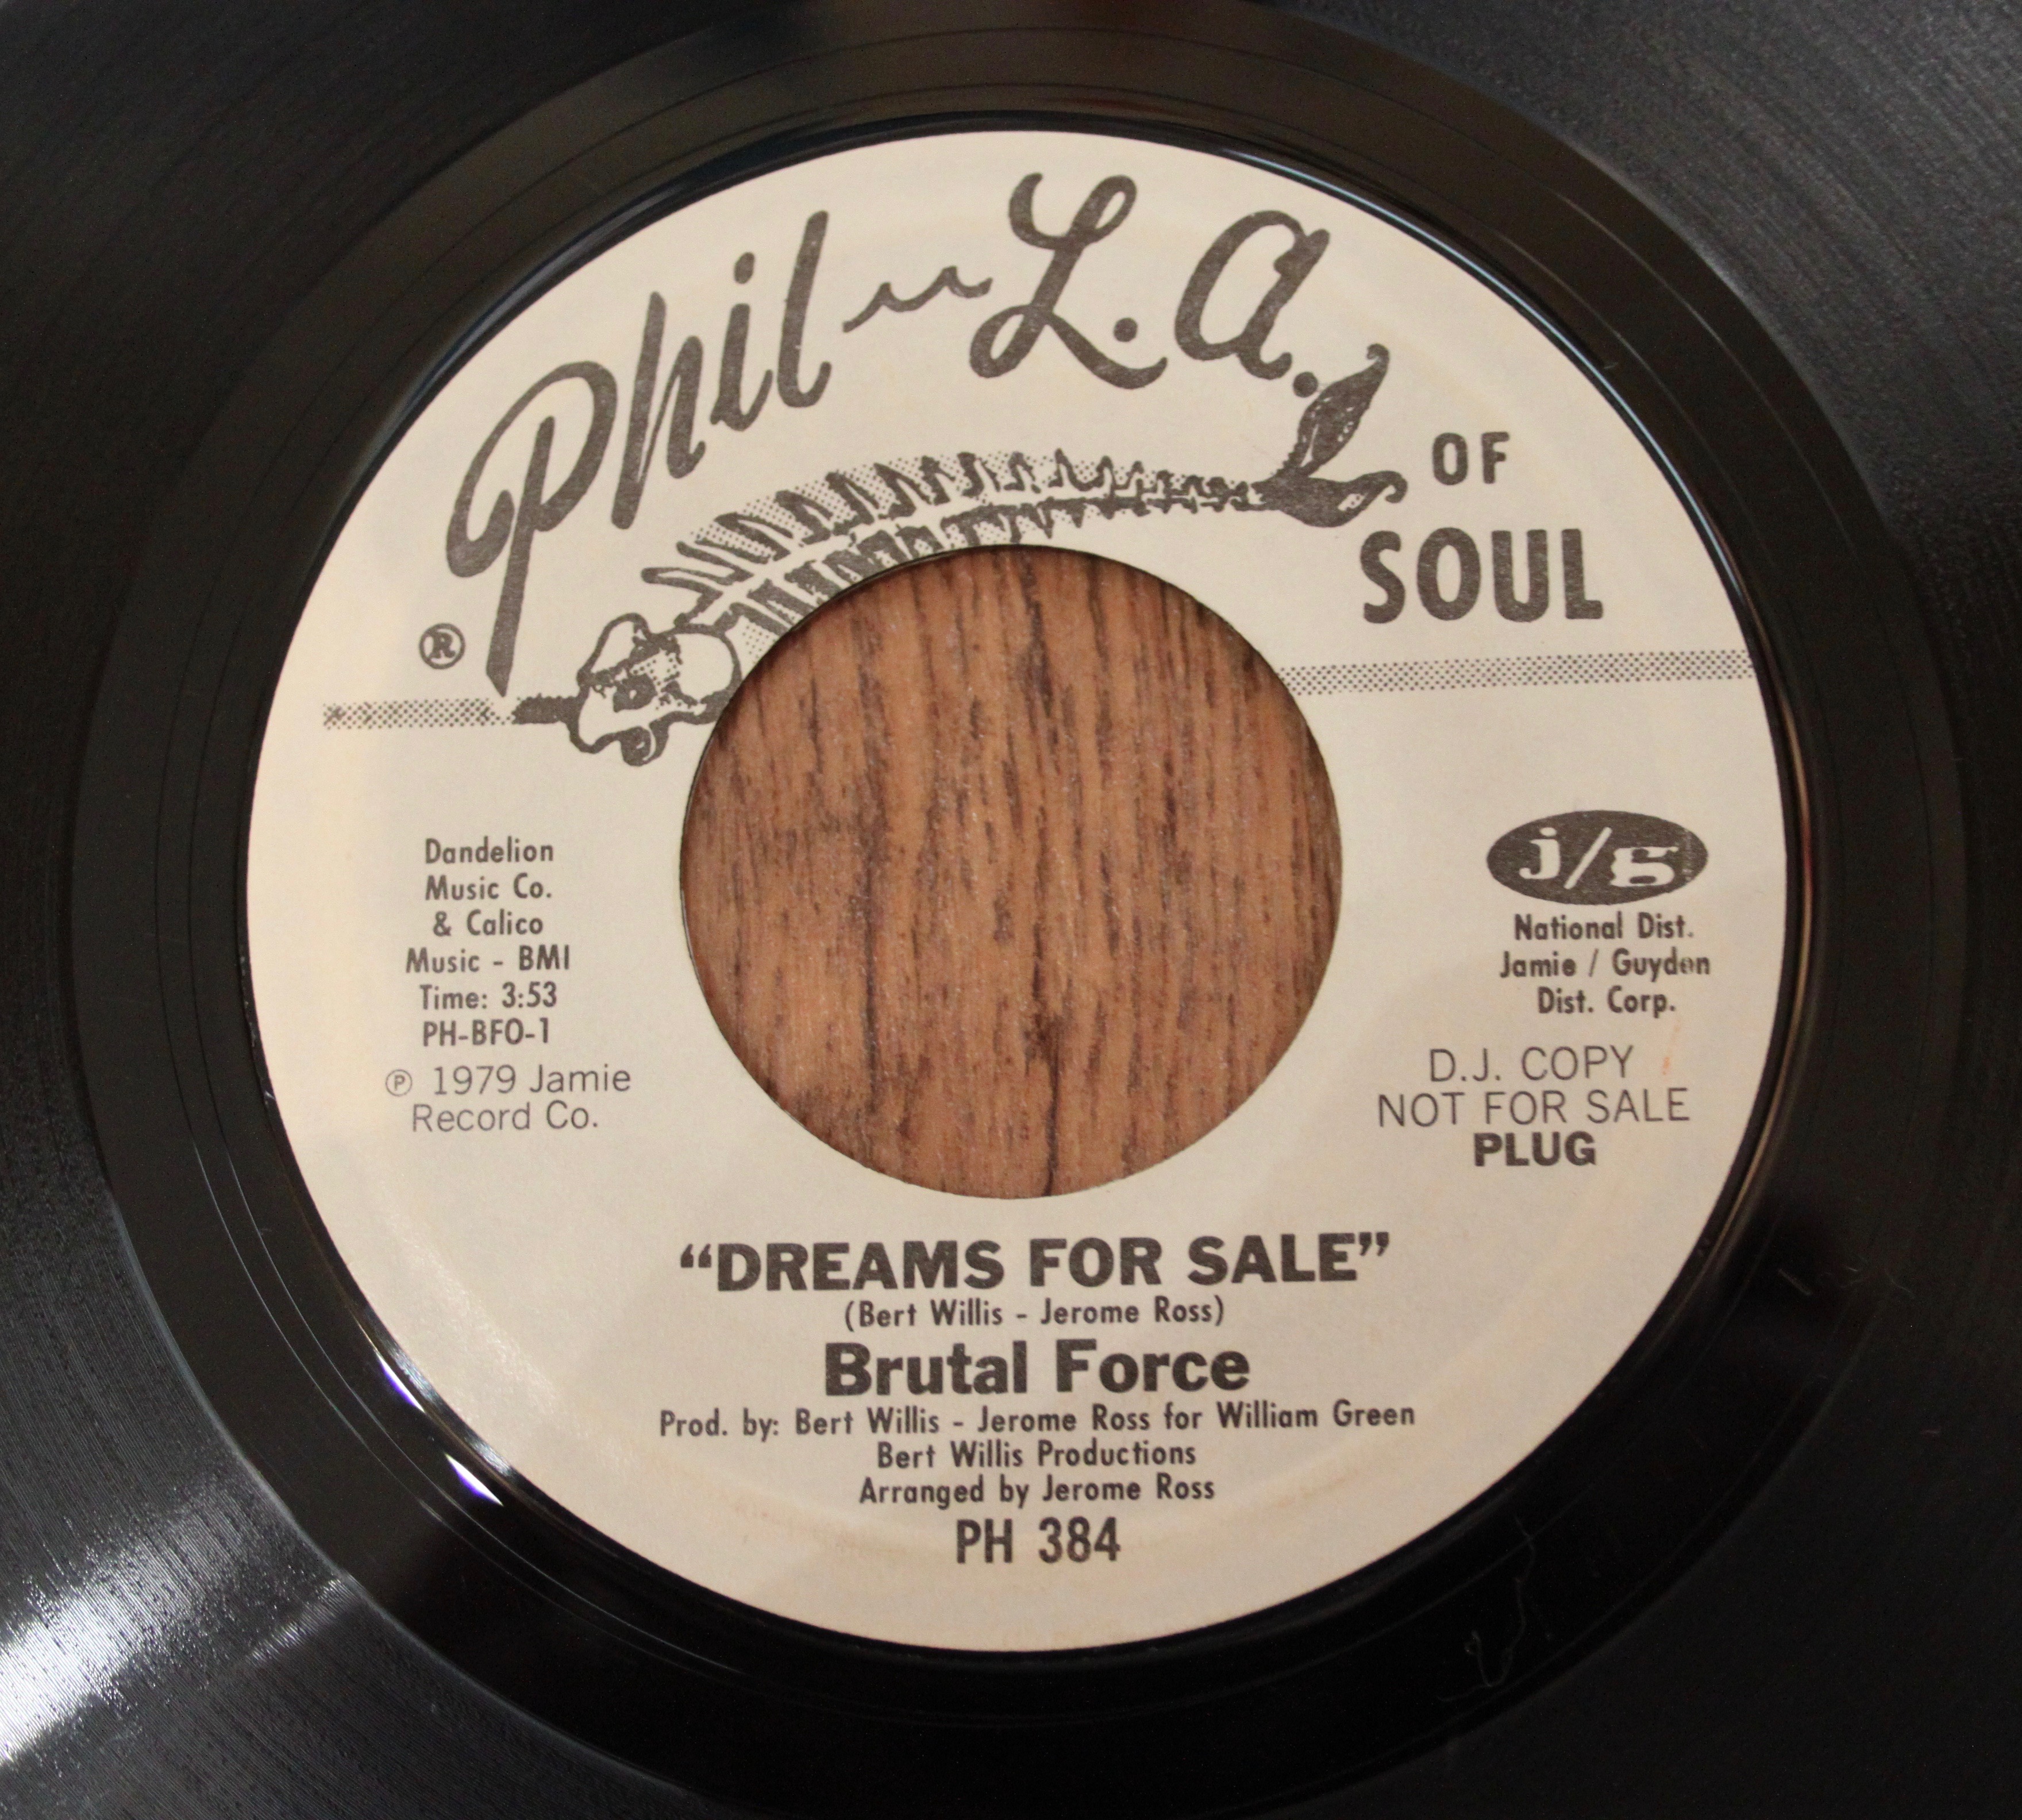 Phil-L.A.
OF
SOUL
®
Dandelion
Music Co.
& Calico
Music - BMI
Time: 3:53
PH-BFO-1
℗ 1979 Jamie
Record Co.
j/g
National Dist.
Jamie / Guyden
Dist. Corp.
D.J. COPY
NOT FOR SALE
PLUG
“DREAMS FOR SALE”
(Bert Willis - Jerome Ross)
Brutal Force
Prod. by: Bert Willis - Jerome Ross for William Green
Bert Willis Productions
Arranged by Jerome Ross
PH 384